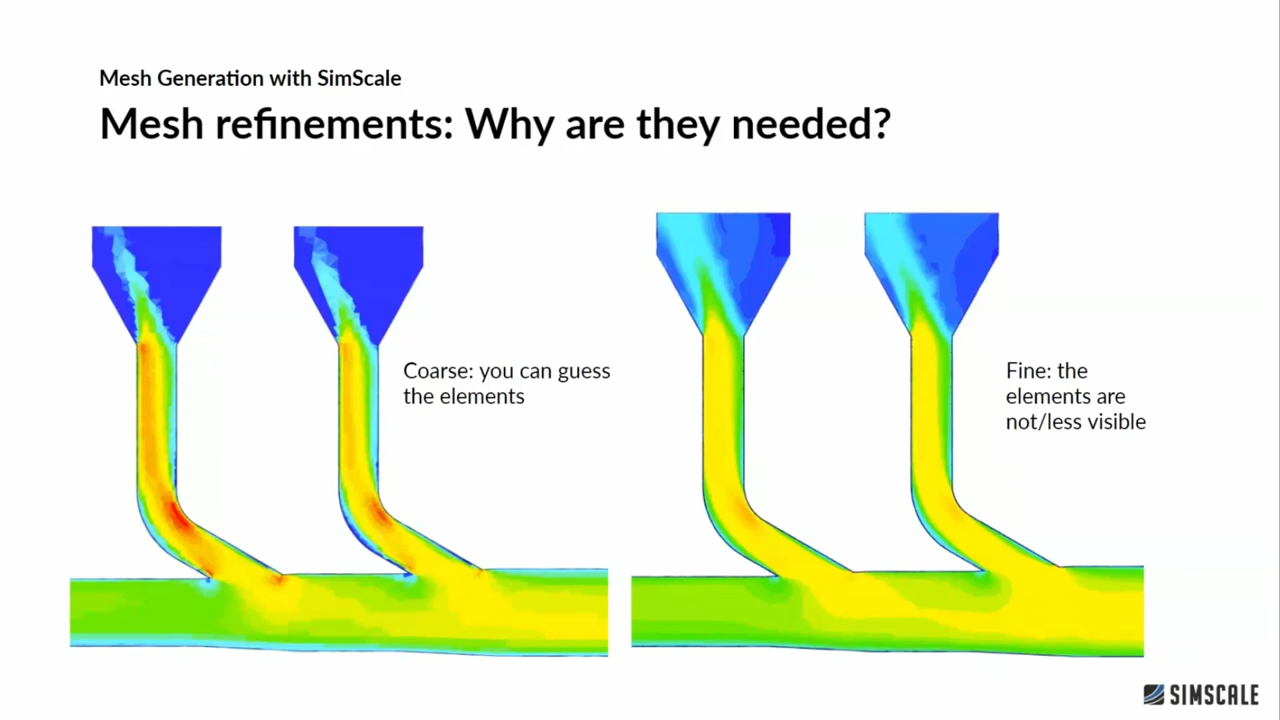 Mesh Generation with SimScale
Mesh refinements: Why are they needed?
Coarse: you can guess
the elements
Fine: the
elements are
not/less visible
SIMSCALE